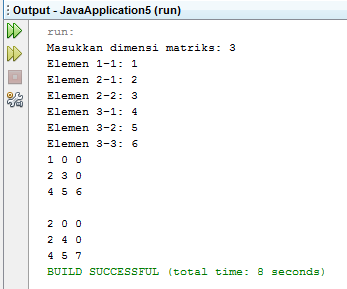 Output - JavaApplication5 (run)
run:
Masukkan dimensi matriks: 3
Elemen 1-1: 1
Elemen 2-1: 2
Elemen 2-2: 3
Elemen 3-1: 4
Elemen 3-2: 5
Elemen 3-3: 6
1 0 0
2 3 0
4 5 6
2 0 0
2 4 0
4 5 7
BUILD SUCCESSFUL (total time: 8 seconds)